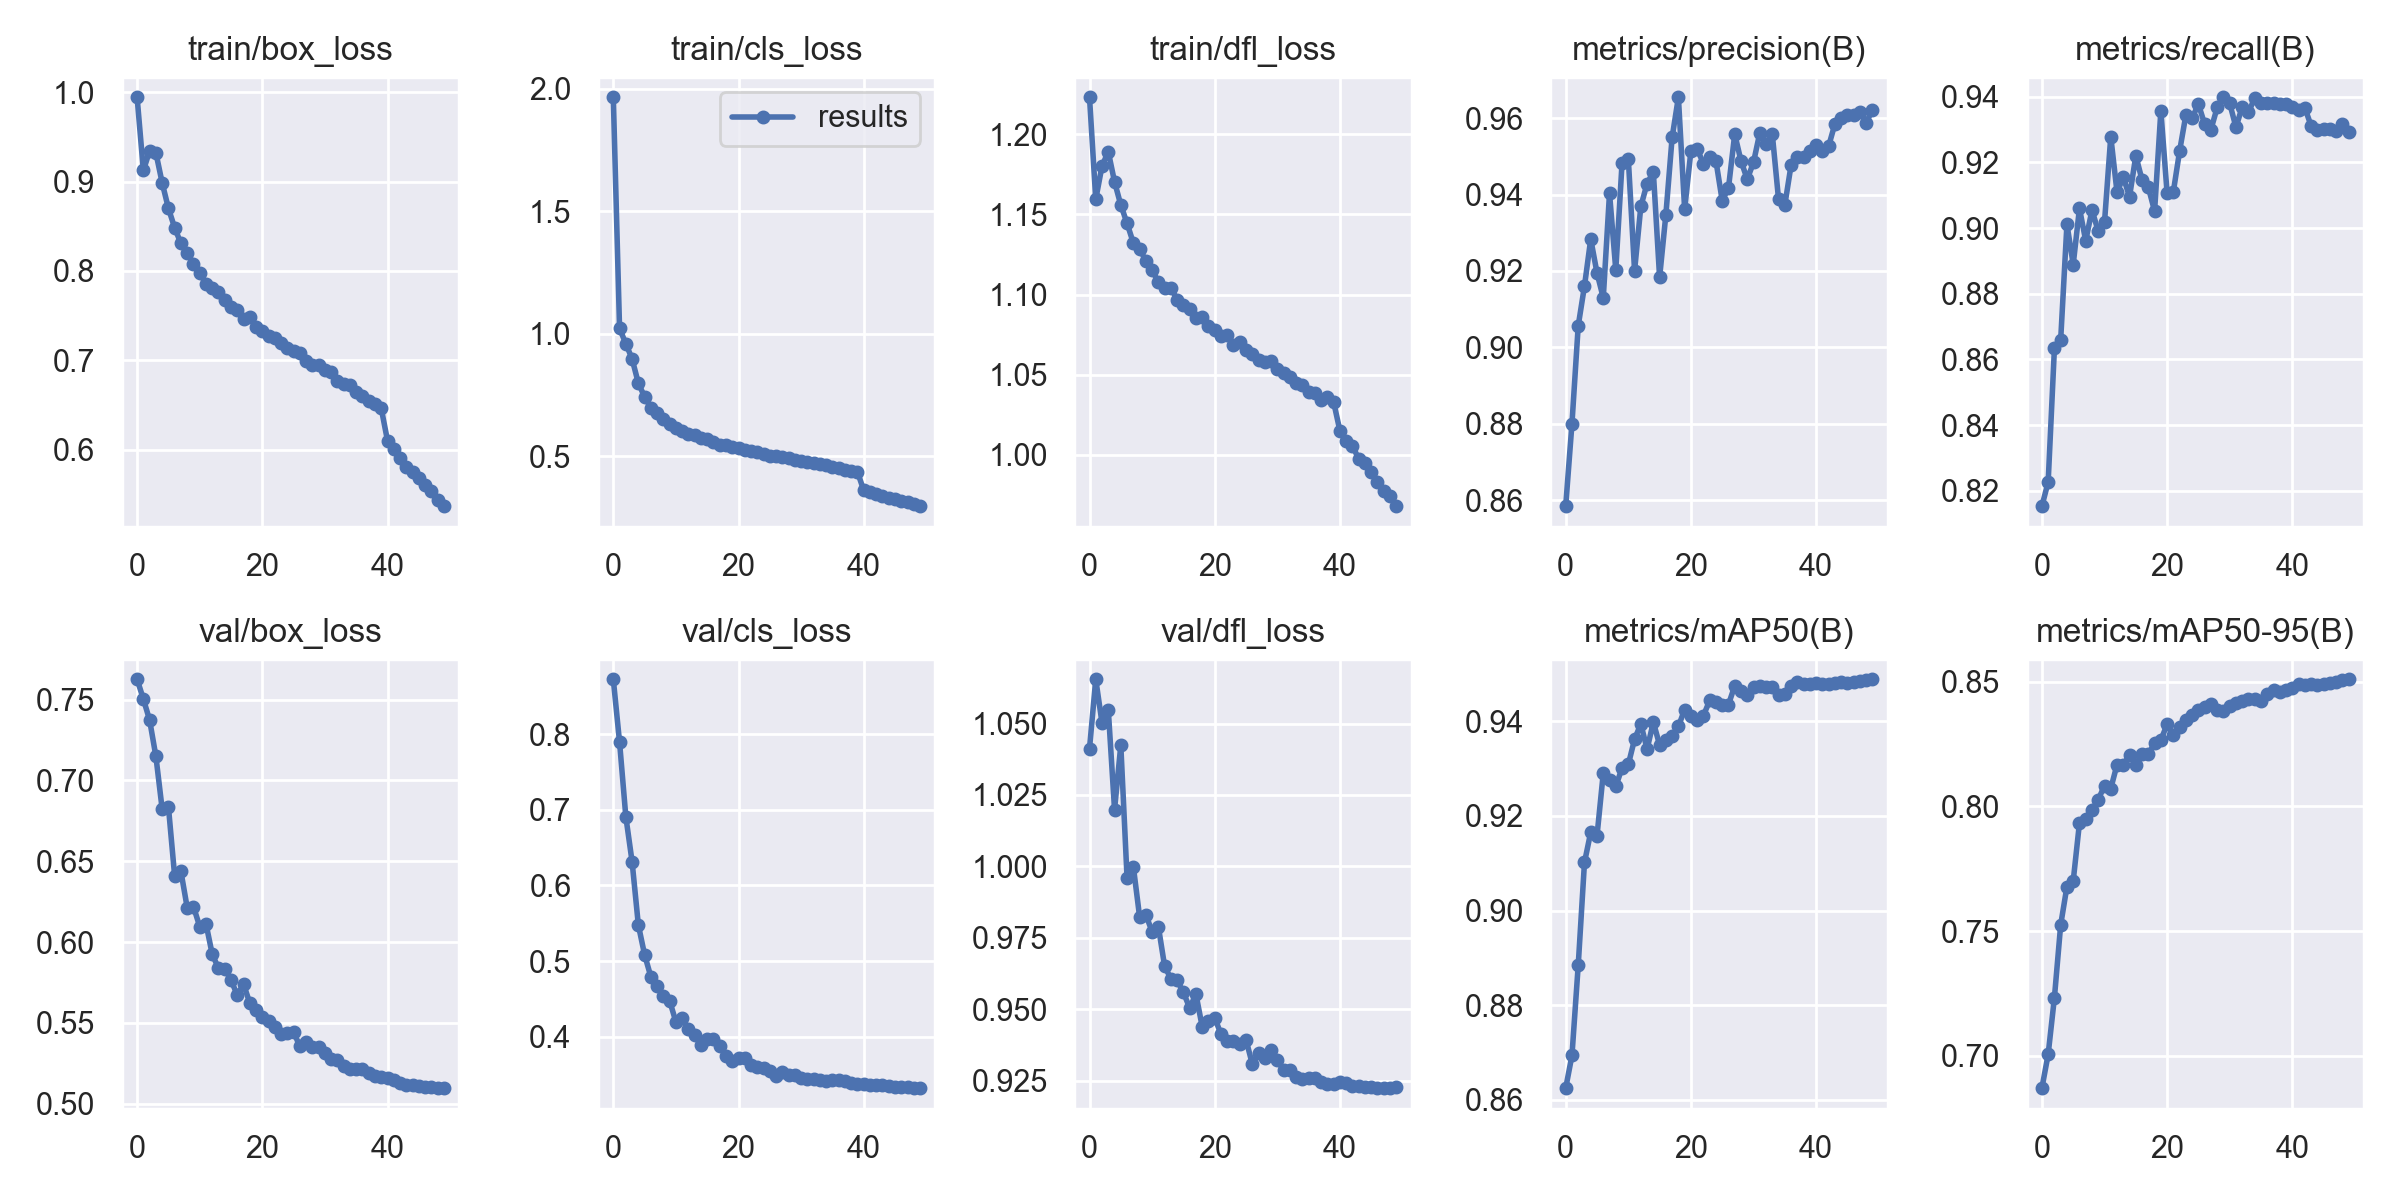 train/box_loss
1.0
0.9
0.8
0.7
0.6
0 20 40
train/cls_loss
results
2.0
1.5
1.0
0.5
0 20 40
train/dfl_loss
1.20
1.15
1.10
1.05
1.00
0 20 40
metrics/precision(B)
0.96
0.94
0.92
0.90
0.88
0.86
0 20 40
metrics/recall(B)
0.94
0.92
0.90
0.88
0.86
0.84
0.82
0 20 40
val/box_loss
0.75
0.70
0.65
0.60
0.55
0.50
0 20 40
val/cls_loss
0.8
0.7
0.6
0.5
0.4
0 20 40
val/dfl_loss
1.050
1.025
1.000
0.975
0.950
0.925
0 20 40
metrics/mAP50(B)
0.94
0.92
0.90
0.88
0.86
0 20 40
metrics/mAP50-95(B)
0.85
0.80
0.75
0.70
0 20 40